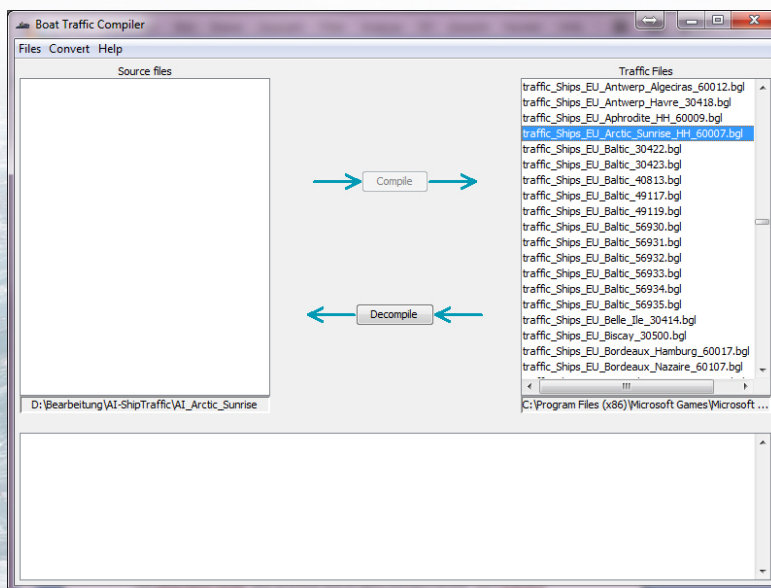 Boat Traffic Compiler
Files Convert Help
Source files
Traffic Files
traffic_Ships_EU_Antwerp_Algeciras_60012.bgl
traffic_Ships_EU_Antwerp_Havre_30418.bgl
traffic_Ships_EU_Aphrodite_HH_60009.bgl
traffic_Ships_EU_Arctic_Sunrise_HH_60007.bgl
traffic_Ships_EU_Baltic_30422.bgl
traffic_Ships_EU_Baltic_30423.bgl
traffic_Ships_EU_Baltic_40813.bgl
traffic_Ships_EU_Baltic_49117.bgl
traffic_Ships_EU_Baltic_49119.bgl
traffic_Ships_EU_Baltic_56930.bgl
traffic_Ships_EU_Baltic_56931.bgl
traffic_Ships_EU_Baltic_56932.bgl
traffic_Ships_EU_Baltic_56933.bgl
traffic_Ships_EU_Baltic_56934.bgl
traffic_Ships_EU_Baltic_56935.bgl
traffic_Ships_EU_Belle_Ile_30414.bgl
traffic_Ships_EU_Biscay_30500.bgl
traffic_Ships_EU_Bordeaux_Hamburg_60017.bgl
traffic_Ships_EU_Bordeaux_Nazaire_60107.bgl
Compile
Decompile
D:\Bearbeitung\AI-ShipTraffic\AI_Arctic_Sunrise
C:\Program Files (x86)\Microsoft Games\Microsoft ...